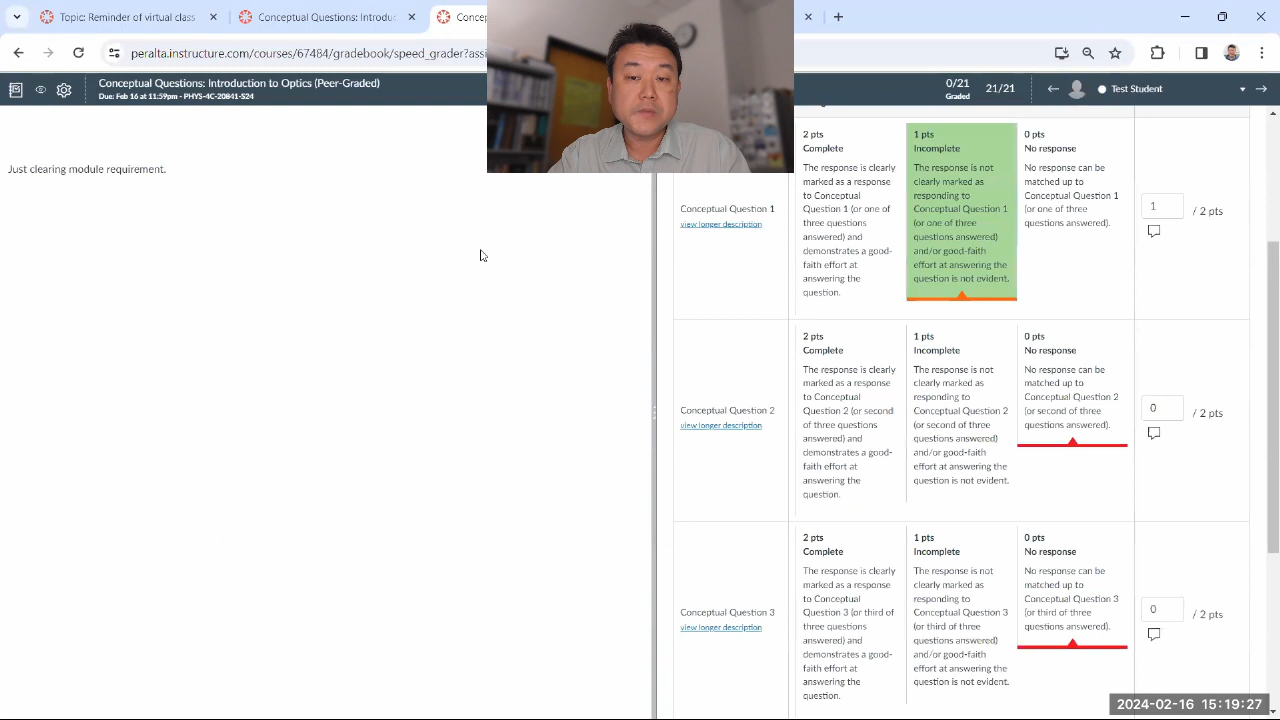 peralta.instructure.com/courses/67484/gradebook/speed
Conceptual Questions: Introduction to Optics (Peer-Graded)
Due: Feb 16 at 11:59pm - PHYS-4C-20841-S24
0/21
Graded
21/21
Test Student
Just clearing module requirement.
Conceptual Question 1
view longer description
2 pts
Complete
The response is clearly
marked as a response
to Conceptual
Question 1 (or one of
three questions
answered) and
demonstrates a good-
faith effort at
answering the
question.
1 pts
Incomplete
The response is not
clearly marked as
responding to
Conceptual Question 1
(or one of three
questions answered)
and/or good-faith
effort at answering the
question is not evident.
0 pts
No response
No response can be
matched up to
Conceptual Question 1
(or one of three
questions answered).
1
/ 2 pts
Conceptual Question 2
view longer description
2 pts
Complete
The response is clearly
marked as a response
to Conceptual
Question 2 (or second
of three questions
answered) and
demonstrates a good-
faith effort at
answering the
question.
1 pts
Incomplete
The response is not
clearly marked as
responding to
Conceptual Question 2
(or second of three
questions answered)
and/or good-faith
effort at answering the
question is not evident.
0 pts
No response
No response can be
matched up to
Conceptual Question 2
(or second of three
questions answered).
0
/ 2 pts
Conceptual Question 3
view longer description
2 pts
Complete
The response is clearly
marked as a response
to Conceptual
Question 3 (or third of
three questions
answered) and
demonstrates a good-
faith effort at
answering the
question.
1 pts
Incomplete
The response is not
clearly marked as
responding to
Conceptual Question 3
(or third of three
questions answered)
and/or good-faith
effort at answering the
question is not evident.
0 pts
No response
No response can be
matched up to
Conceptual Question 3
(or third of three
questions answered).
0
/ 2 pts
2024-02-16 15:19:27